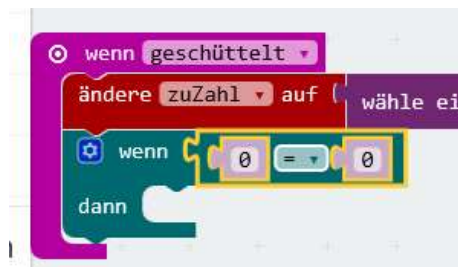 wenn geschüttelt
ändere zuZahl auf wähle ei
wenn 0 = 0
dann